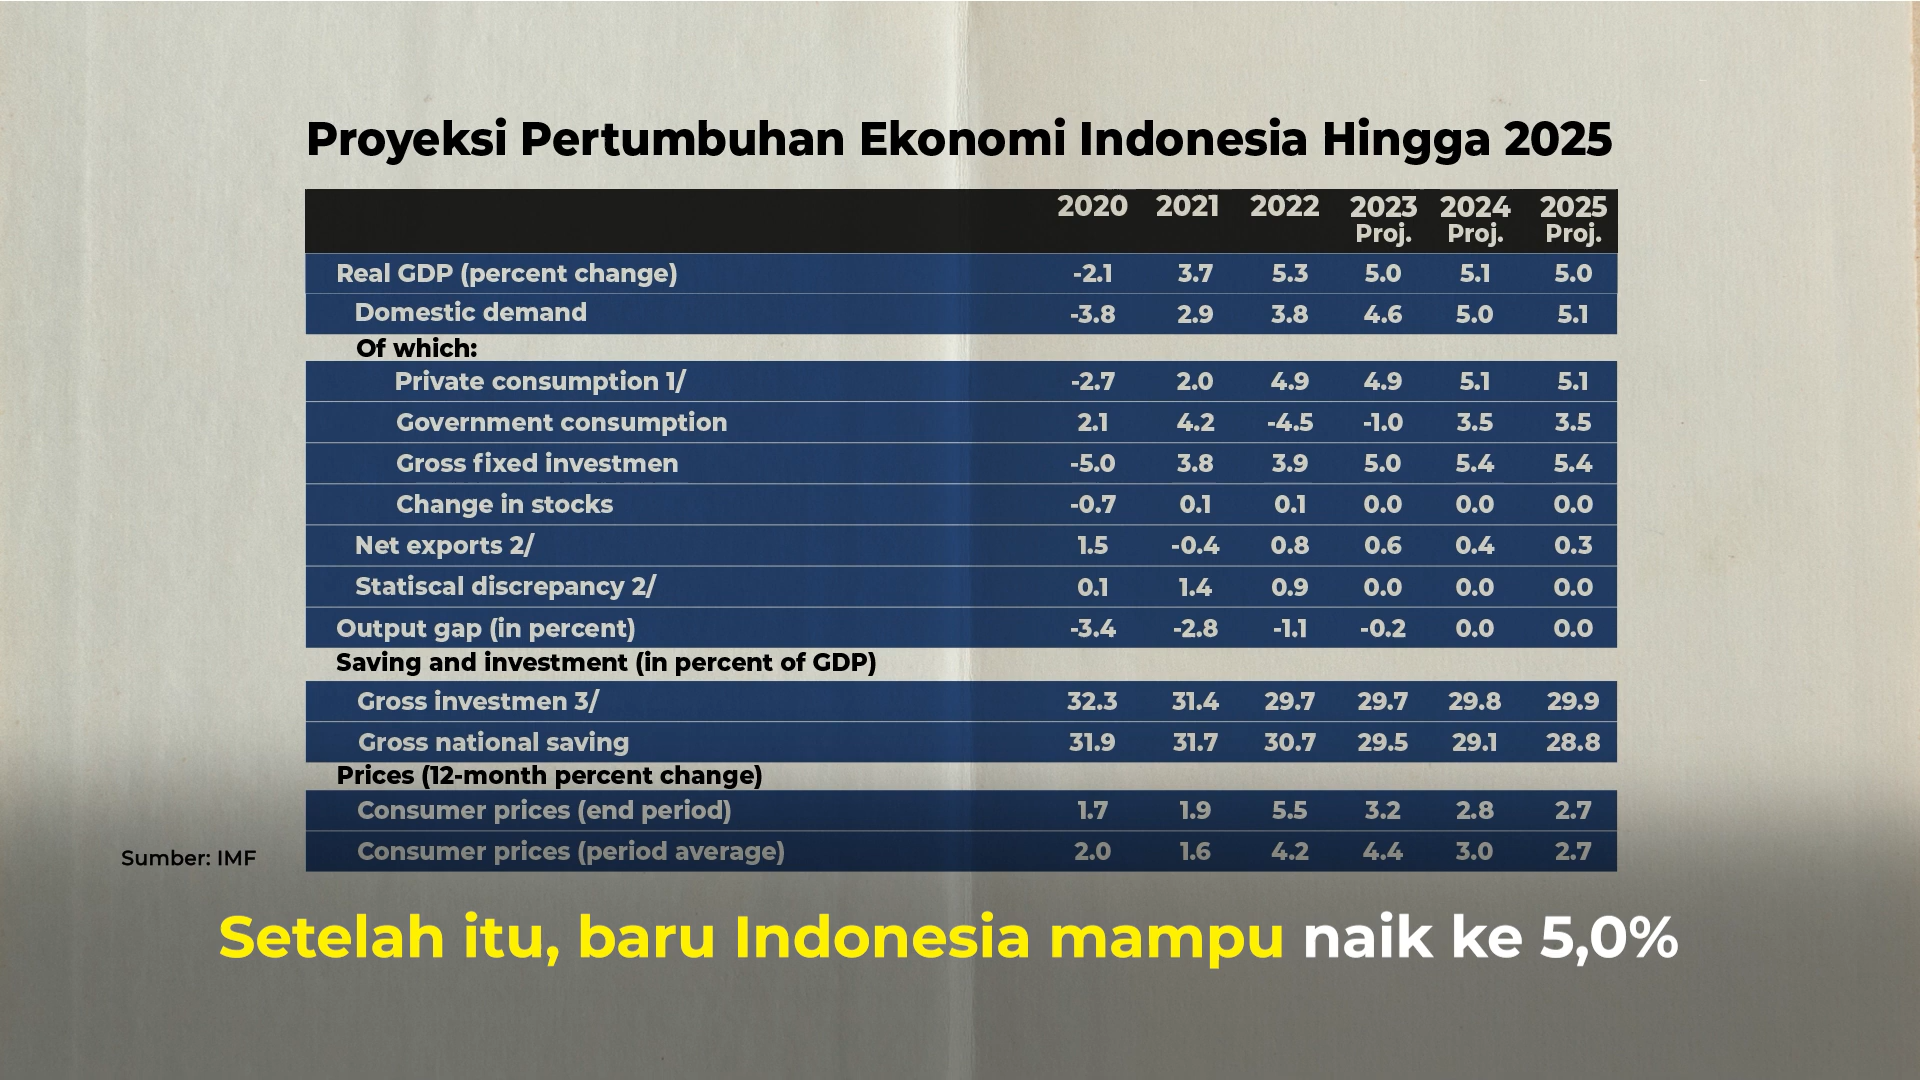 Proyeksi Pertumbuhan Ekonomi Indonesia Hingga 2025
2020 2021 2022 2023 Proj. 2024 Proj. 2025 Proj.
Real GDP (percent change) -2.1 3.7 5.3 5.0 5.1 5.0
Domestic demand -3.8 2.9 3.8 4.6 5.0 5.1
Of which:
Private consumption 1/ -2.7 2.0 4.9 4.9 5.1 5.1
Government consumption 2.1 4.2 -4.5 -1.0 3.5 3.5
Gross fixed investmen -5.0 3.8 3.9 5.0 5.4 5.4
Change in stocks -0.7 0.1 0.1 0.0 0.0 0.0
Net exports 2/ 1.5 -0.4 0.8 0.6 0.4 0.3
Statiscal discrepancy 2/ 0.1 1.4 0.9 0.0 0.0 0.0
Output gap (in percent) -3.4 -2.8 -1.1 -0.2 0.0 0.0
Saving and investment (in percent of GDP)
Gross investmen 3/ 32.3 31.4 29.7 29.7 29.8 29.9
Gross national saving 31.9 31.7 30.7 29.5 29.1 28.8
Prices (12-month percent change)
Consumer prices (end period) 1.7 1.9 5.5 3.2 2.8 2.7
Consumer prices (period average) 2.0 1.6 4.2 4.4 3.0 2.7
Sumber: IMF
Setelah itu, baru Indonesia mampu naik ke 5,0%